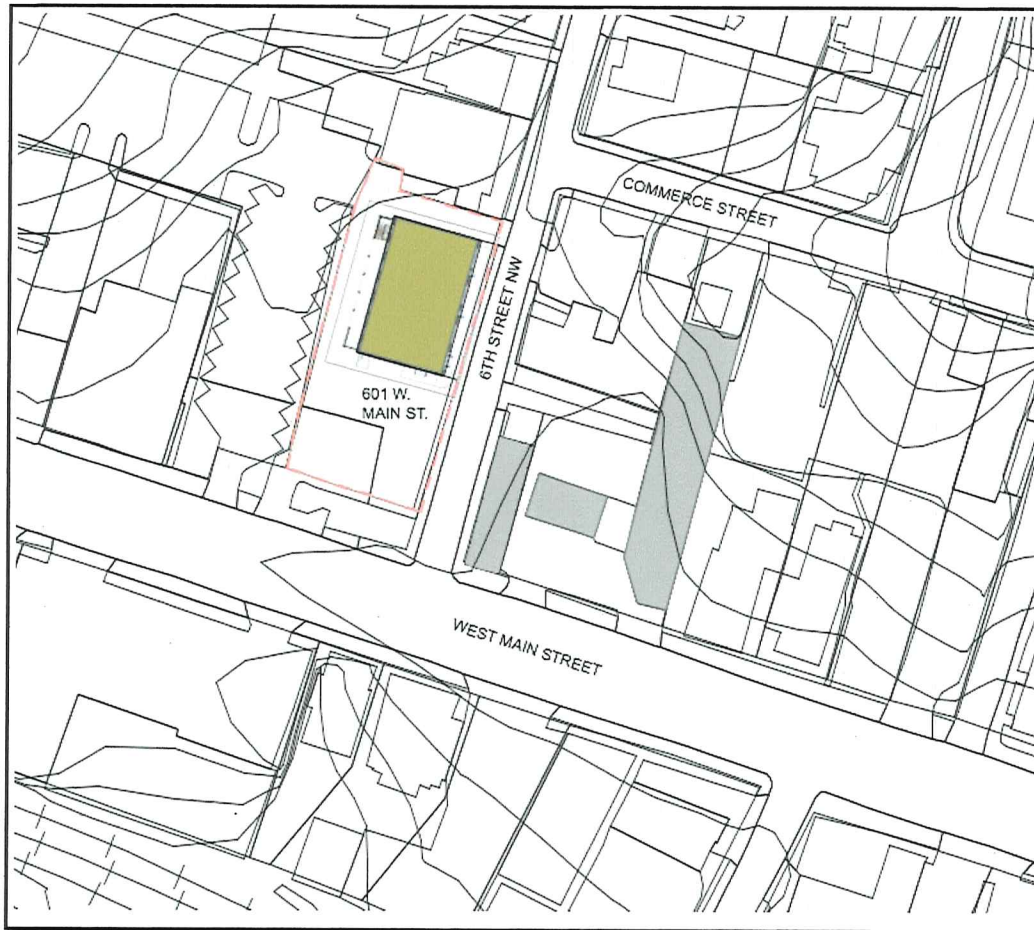 COMMERCE STREET
6TH STREET NW
601 W.
MAIN ST.
WEST MAIN STREET